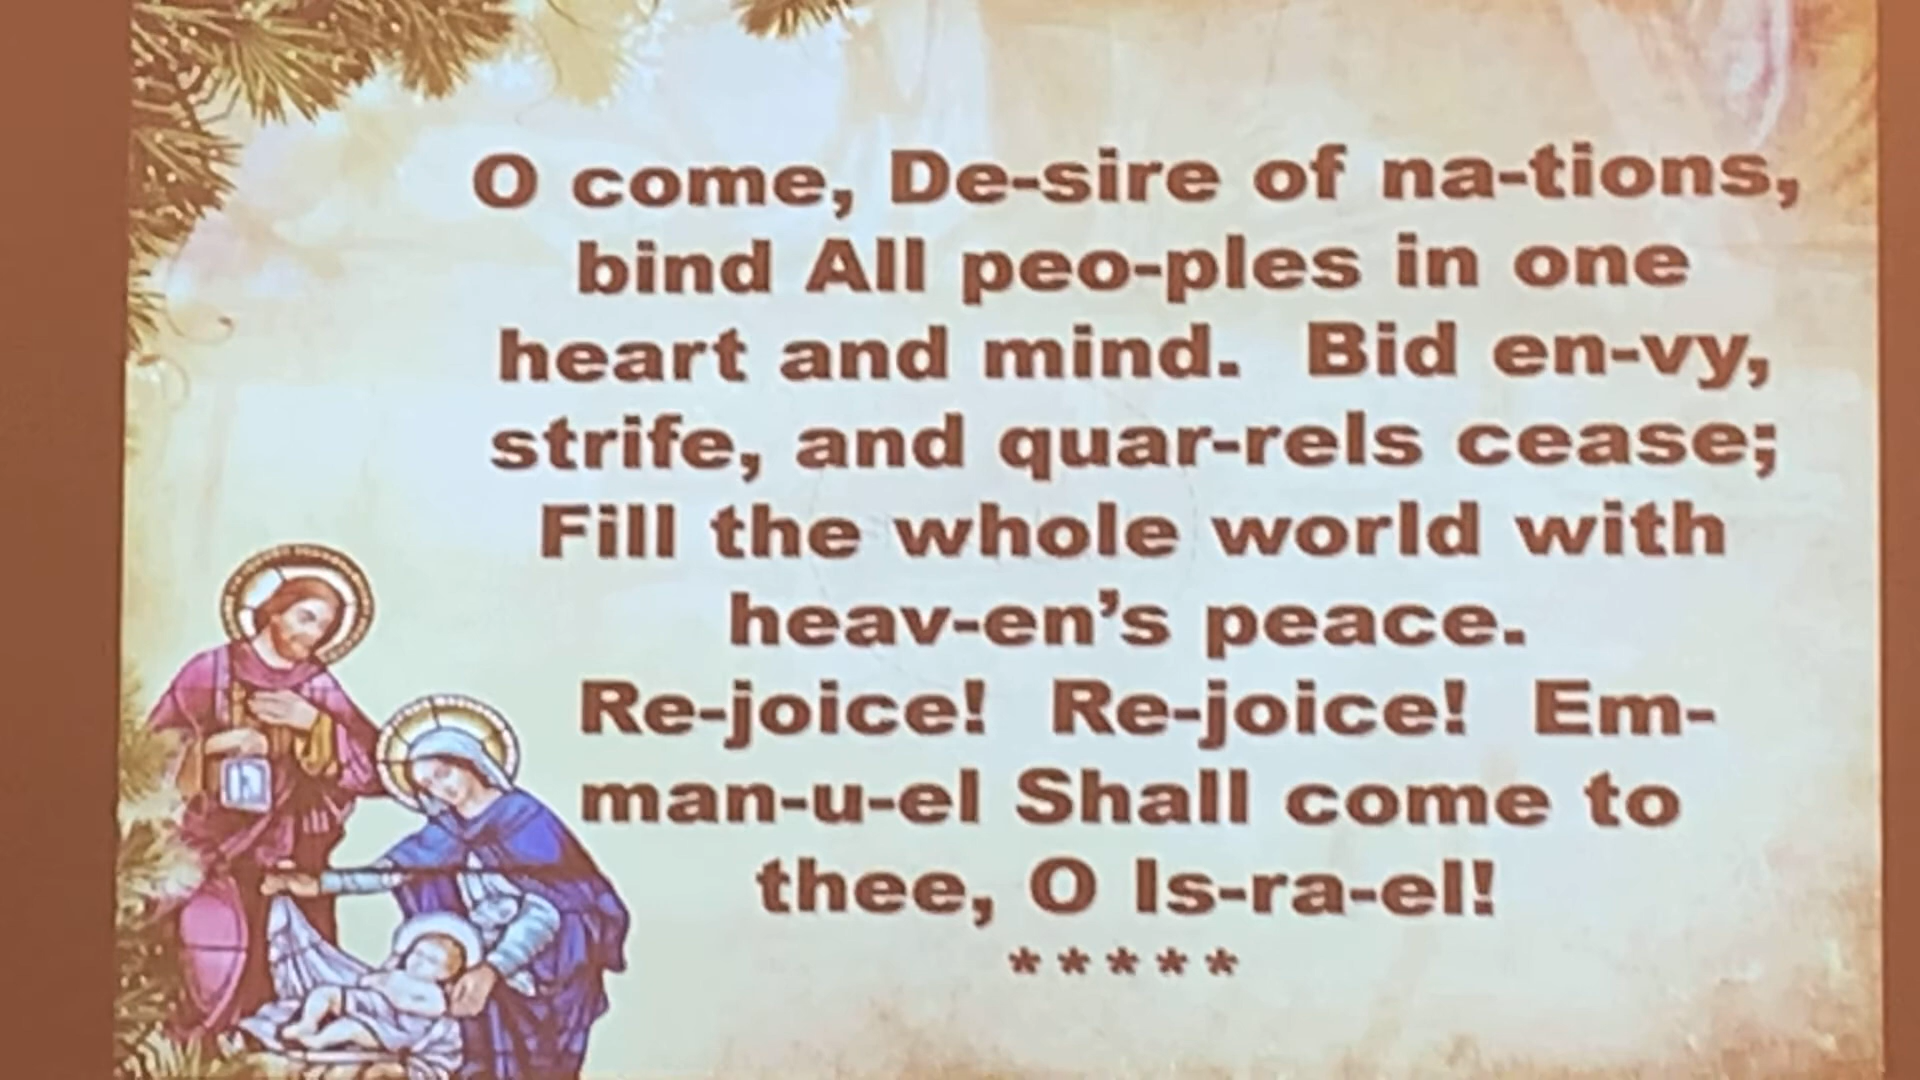 O come, De-sire of na-tions,
bind All peo-ples in one
heart and mind.  Bid en-vy,
strife, and quar-rels cease;
Fill the whole world with
heav-en’s peace.
Re-joice!  Re-joice!  Em-
man-u-el Shall come to
thee, O Is-ra-el!
*****